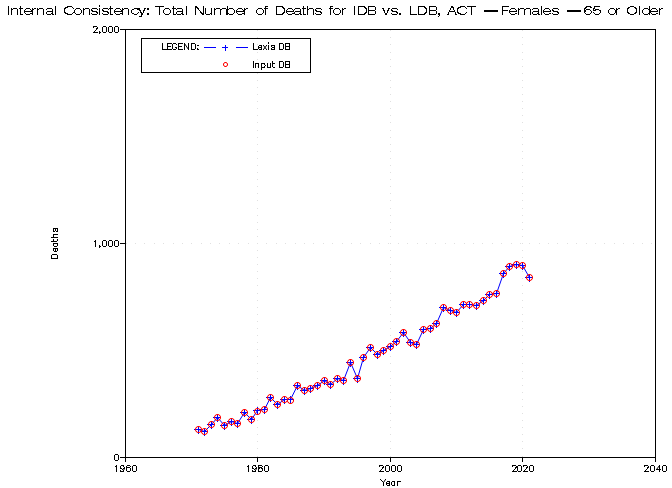 Internal Consistency: Total Number of Deaths for IDB vs. LDB, ACT —Females —65 or Older
2,000
LEGEND: Lexis DB
Input DB
Deaths
1,000
0
1960 1980 2000 2020 2040
Year